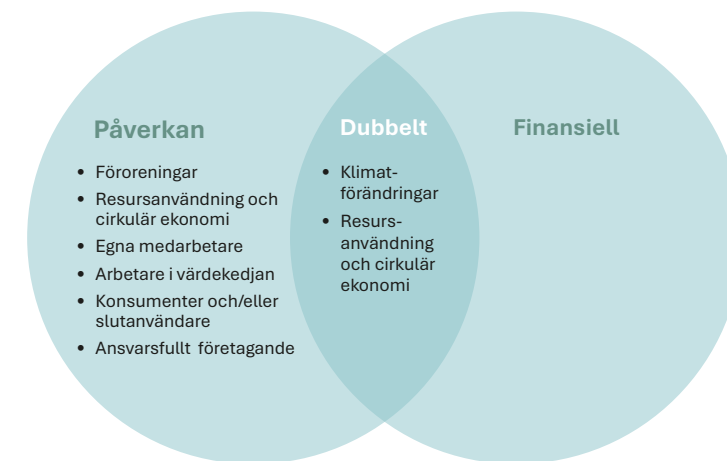 Påverkan
• Föroreningar
• Resursanvändning och
cirkulär ekonomi
• Egna medarbetare
• Arbetare i värdekedjan
• Konsumenter och/eller
slutanvändare
• Ansvarsfullt företagande
Dubbelt
• Klimat-
förändringar
• Resurs-
användning
och cirkulär
ekonomi
Finansiell